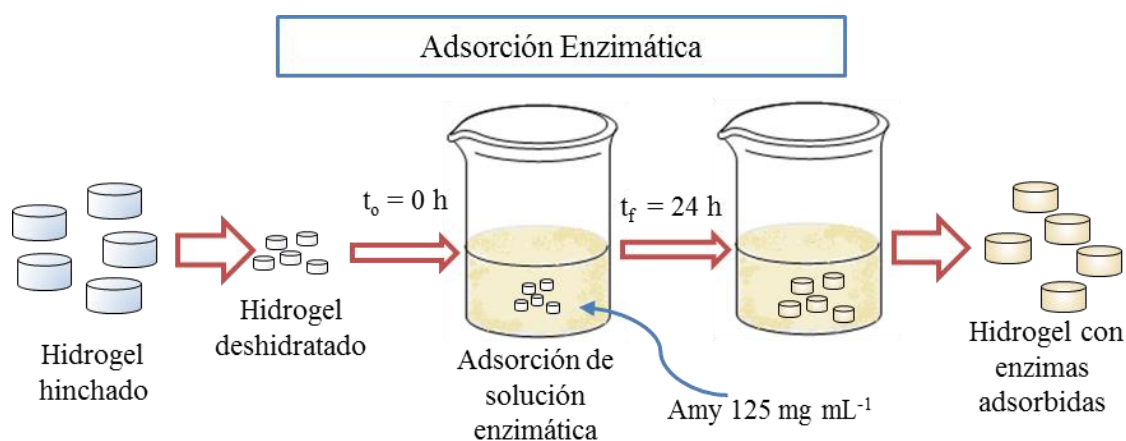 Adsorción Enzimática
t₀ = 0 h
t_f = 24 h
Hidrogel
hinchado
Hidrogel
deshidratado
Adsorción de
solución
enzimática
Amy 125 mg mL⁻¹
Hidrogel con
enzimas
adsorbidas